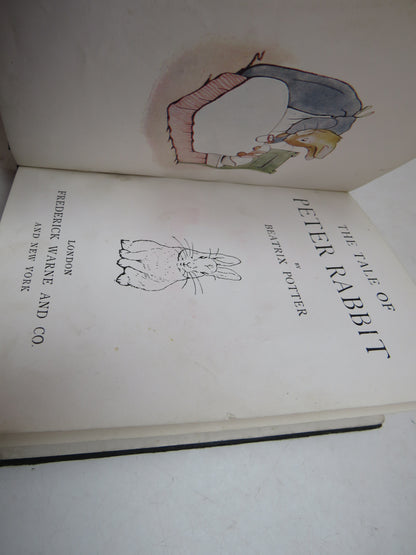 THE TALE OF
PETER RABBIT
BY
BEATRIX POTTER
LONDON
FREDERICK WARNE AND CO.
AND NEW YORK